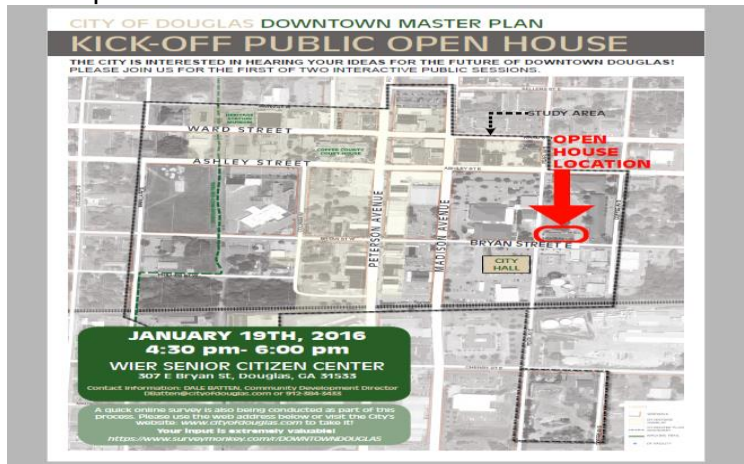 CITY OF DOUGLAS DOWNTOWN MASTER PLAN
KICK-OFF PUBLIC OPEN HOUSE
THE CITY IS INTERESTED IN HEARING YOUR IDEAS FOR THE FUTURE OF DOWNTOWN DOUGLAS!
PLEASE JOIN US FOR THE FIRST OF TWO INTERACTIVE PUBLIC SESSIONS.
STUDY AREA
WARD STREET
OPEN
HOUSE
LOCATION
ASHLEY STREET
PETERSON AVENUE
MADISON AVENUE
BRYAN STREET E
CITY
HALL
JANUARY 19TH, 2016
4:30 pm- 6:00 pm
WIER SENIOR CITIZEN CENTER
307 E Bryan St, Douglas, GA 31533
Contact Information: DALE BATTEN, Community Development Director
DBatten@cityofdouglas.com or 912-384-3433
A quick online survey is also being conducted as part of this
process. Please use the web address below or visit the City's
website: www.cityofdouglas.com to take it!
Your input is extremely valuable!
https://www.surveymonkey.com/r/DOWNTOWNDOUGLAS